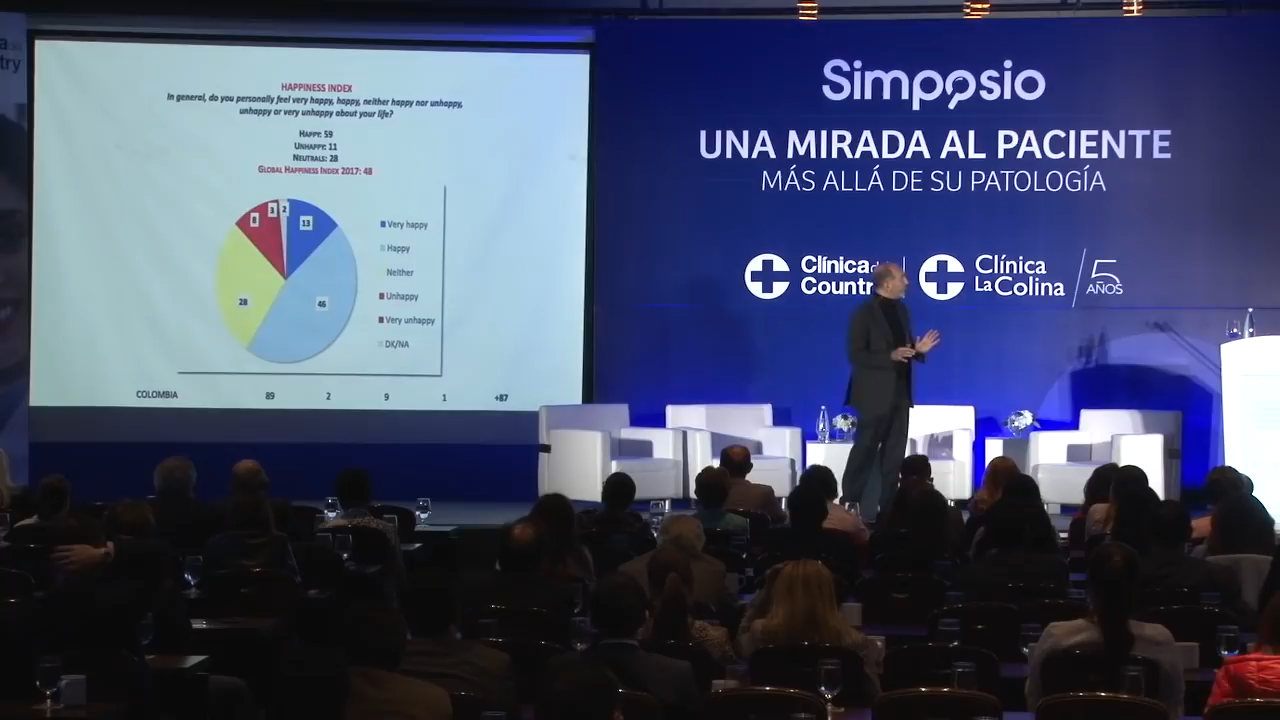 try
HAPPINESS INDEX
In general, do you personally feel very happy, happy, neither happy nor unhappy,
unhappy or very unhappy about your life?
HAPPY: 59
UNHAPPY: 11
NEUTRALS: 28
GLOBAL HAPPINESS INDEX 2017: 48
8
3
2
13
28
46
Very happy
Happy
Neither
Unhappy
Very unhappy
DK/NA
COLOMBIA 89 2 9 1 +87
Simposio
UNA MIRADA AL PACIENTE
MÁS ALLÁ DE SU PATOLOGÍA
Clínica
Countr
Clínica
La Colina
5
AÑOS